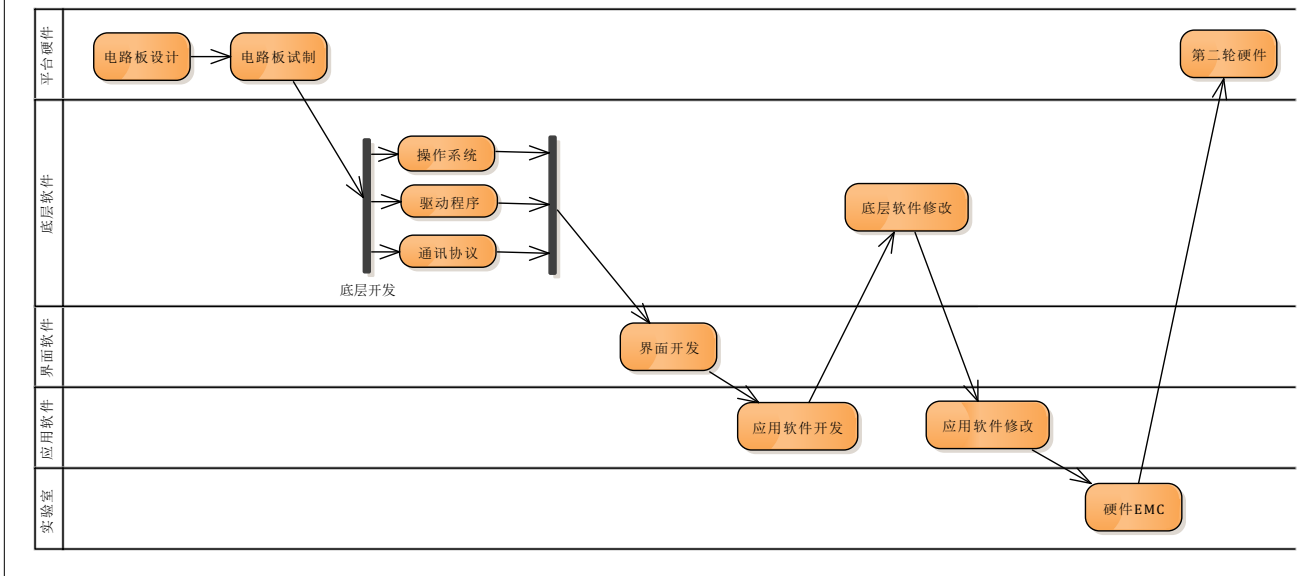 平台硬件
电路板设计
电路板试制
第二轮硬件
底层软件
操作系统
驱动程序
通讯协议
底层开发
底层软件修改
界面软件
界面开发
应用软件
应用软件开发
应用软件修改
实验室
硬件EMC